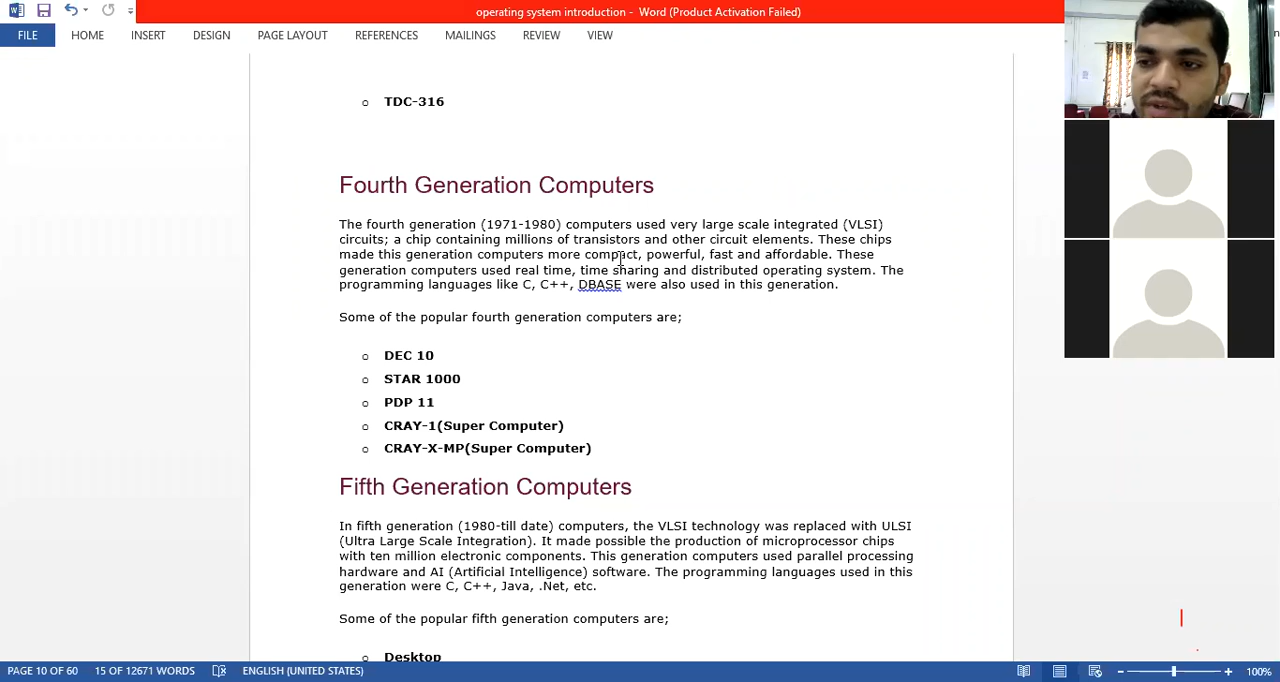 operating system introduction - Word (Product Activation Failed)
FILE HOME INSERT DESIGN PAGE LAYOUT REFERENCES MAILINGS REVIEW VIEW
o TDC-316
Fourth Generation Computers
The fourth generation (1971-1980) computers used very large scale integrated (VLSI)
circuits; a chip containing millions of transistors and other circuit elements. These chips
made this generation computers more compact, powerful, fast and affordable. These
generation computers used real time, time sharing and distributed operating system. The
programming languages like C, C++, DBASE were also used in this generation.
Some of the popular fourth generation computers are;
o DEC 10
o STAR 1000
o PDP 11
o CRAY-1(Super Computer)
o CRAY-X-MP(Super Computer)
Fifth Generation Computers
In fifth generation (1980-till date) computers, the VLSI technology was replaced with ULSI
(Ultra Large Scale Integration). It made possible the production of microprocessor chips
with ten million electronic components. This generation computers used parallel processing
hardware and AI (Artificial Intelligence) software. The programming languages used in this
generation were C, C++, Java, .Net, etc.
Some of the popular fifth generation computers are;
o Desktop
PAGE 10 OF 60 15 OF 12671 WORDS ENGLISH (UNITED STATES) 100%